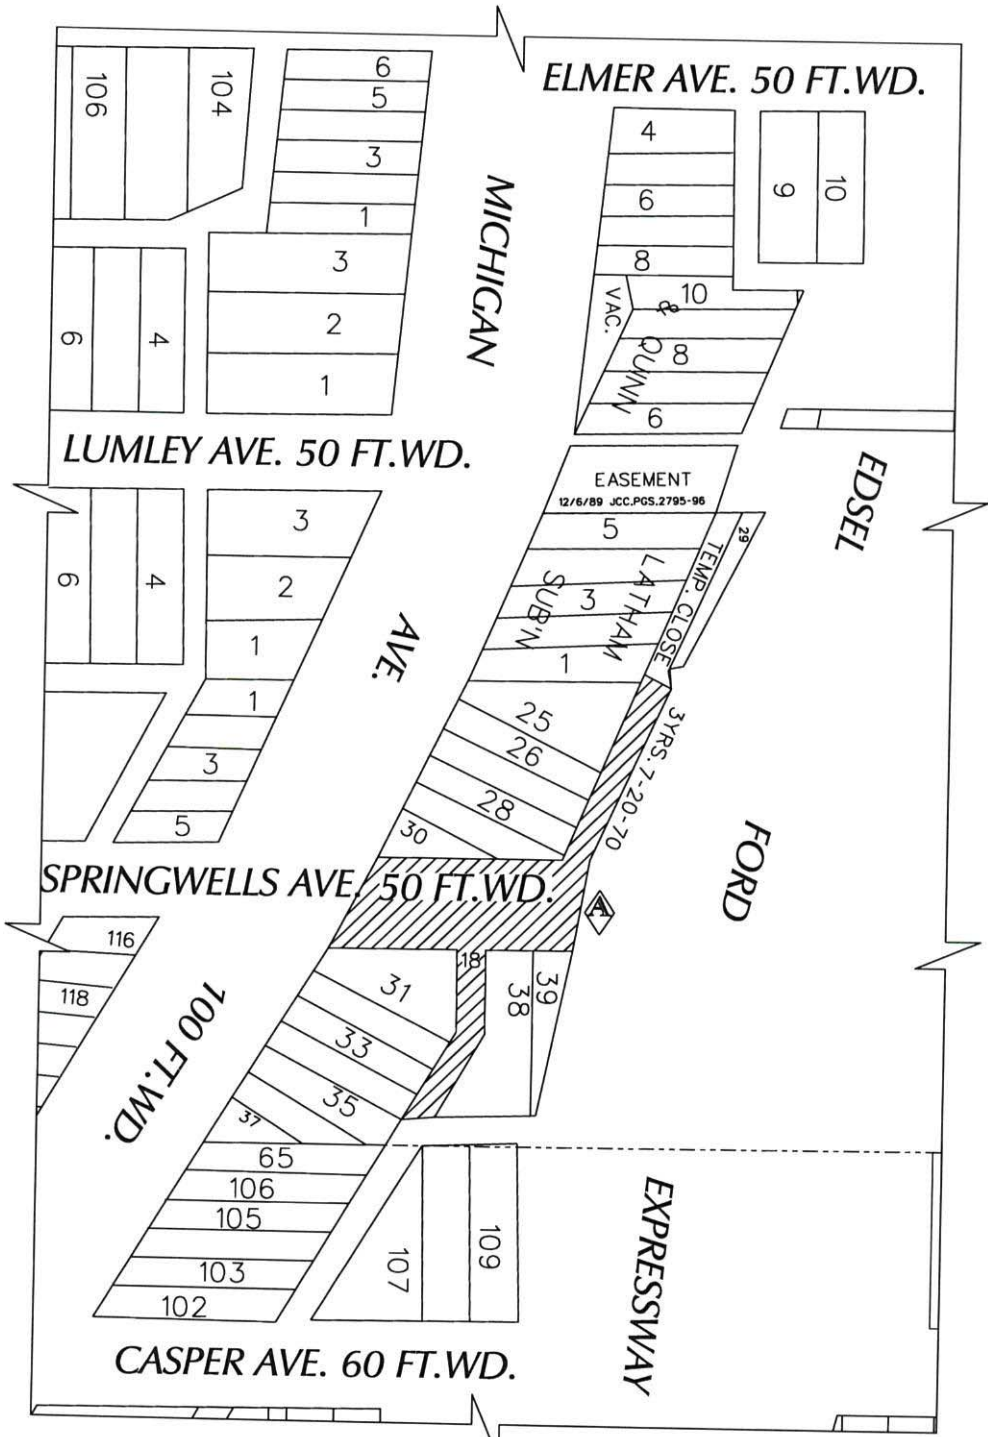 ELMER AVE. 50 FT.WD.
106
104
6
5
3
1
4
6
8
9
10
MICHIGAN
3
2
1
6
4
VAC.
10
&
QUINN
8
6
LUMLEY AVE. 50 FT.WD.
EASEMENT
12/6/89 JCC.PGS.2795-96
EDSEL
3
2
1
6
4
5
3
1
LATHAM
SUB'N
29
TEMP. CLOSE
3YRS.7-20-70
AVE.
1
3
5
25
26
28
30
FORD
SPRINGWELLS AVE. 50 FT.WD.
A
116
118
18
31
33
35
37
38
39
100 FT.WD.
65
106
105
103
102
107
109
EXPRESSWAY
CASPER AVE. 60 FT.WD.